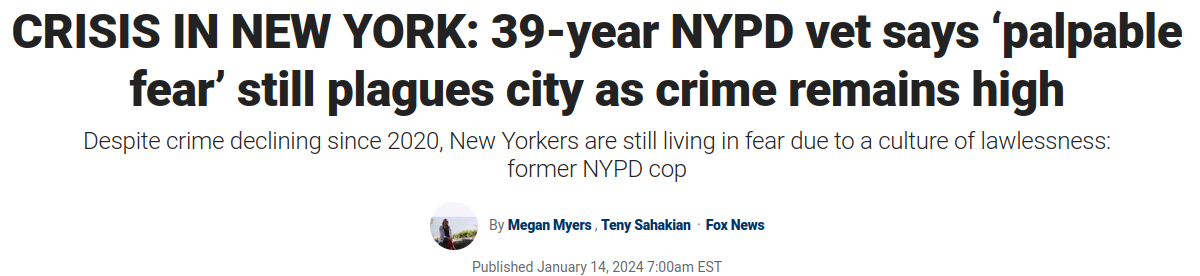 CRISIS IN NEW YORK: 39-year NYPD vet says ‘palpable
fear’ still plagues city as crime remains high
Despite crime declining since 2020, New Yorkers are still living in fear due to a culture of lawlessness:
former NYPD cop
By Megan Myers , Teny Sahakian · Fox News
Published January 14, 2024 7:00am EST